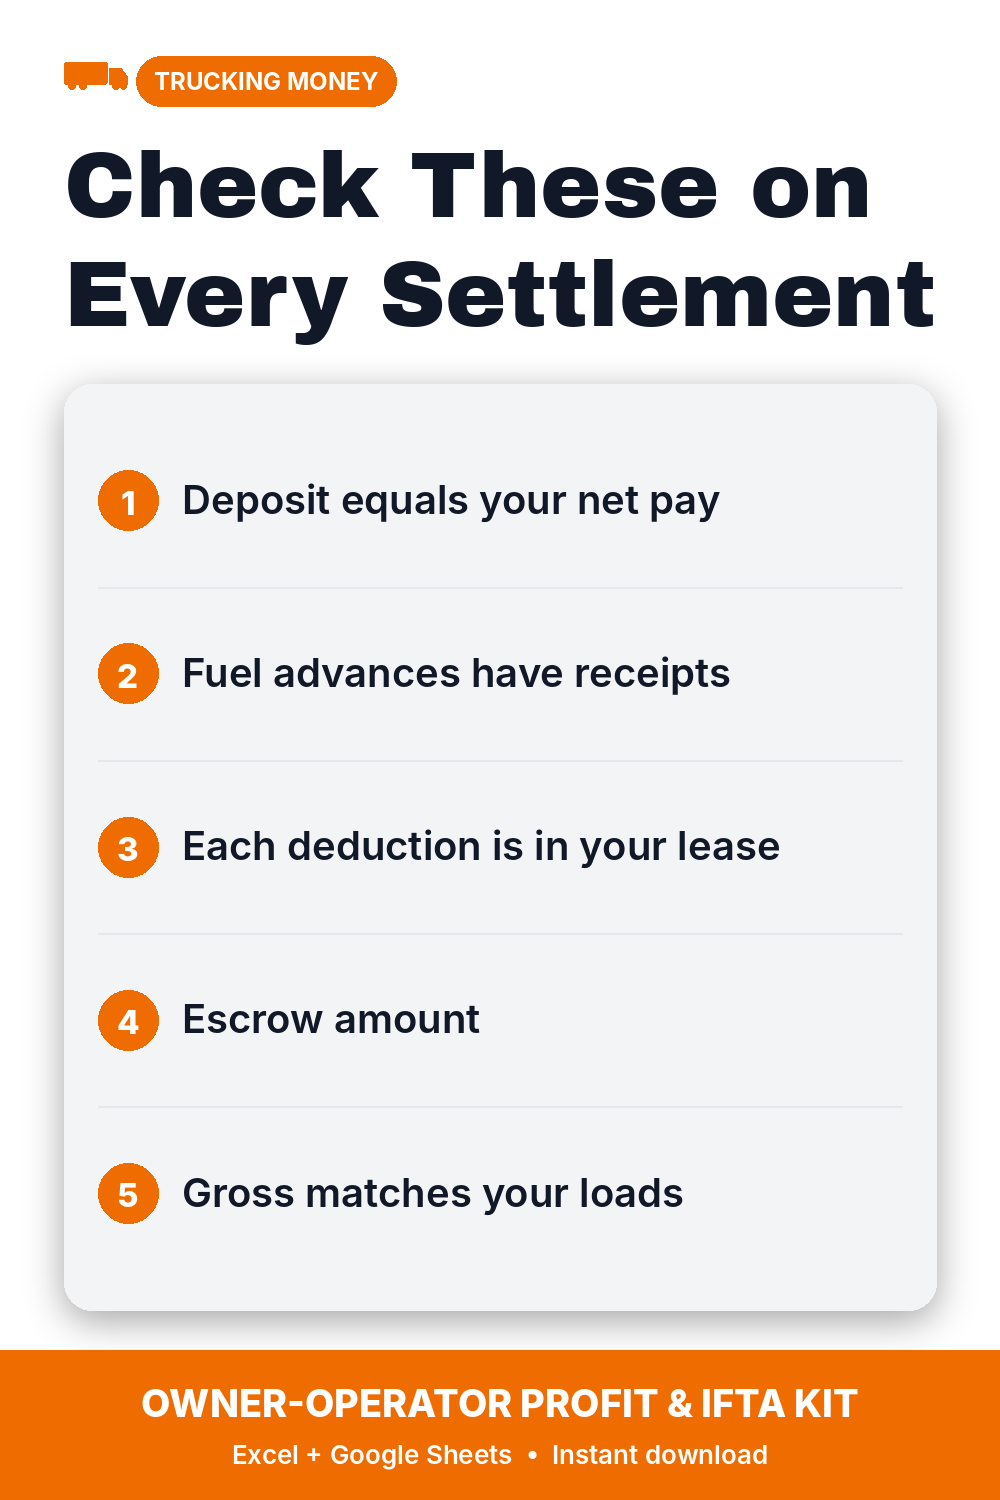 TRUCKING MONEY
Check These on
Every Settlement
1 Deposit equals your net pay
2 Fuel advances have receipts
3 Each deduction is in your lease
4 Escrow amount
5 Gross matches your loads
OWNER-OPERATOR PROFIT & IFTA KIT
Excel + Google Sheets • Instant download